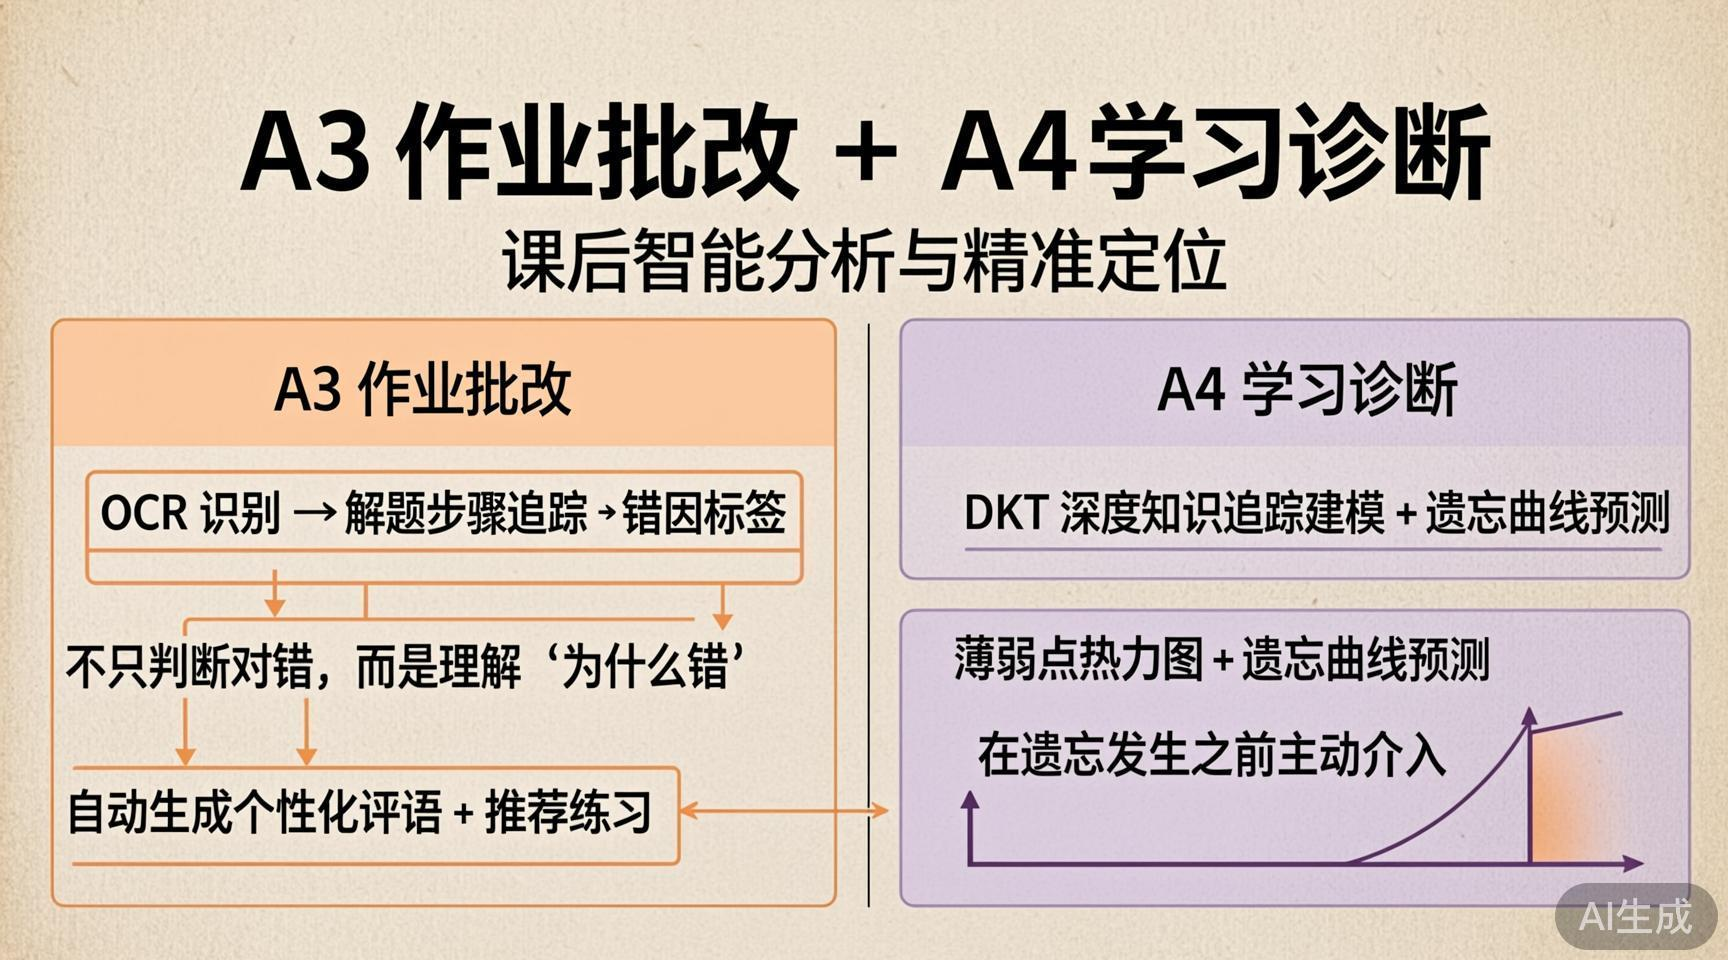 A3 作业批改 + A4学习诊断
课后智能分析与精准定位
A3 作业批改
OCR 识别 → 解题步骤追踪 → 错因标签
不只判断对错，而是理解‘为什么错’
自动生成个性化评语 + 推荐练习
A4 学习诊断
DKT 深度知识追踪建模 + 遗忘曲线预测
薄弱点热力图 + 遗忘曲线预测
在遗忘发生之前主动介入
AI生成